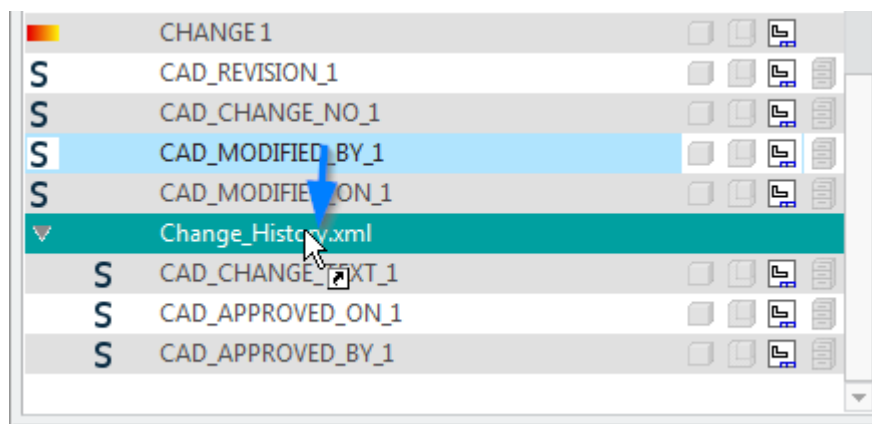 CHANGE 1
S CAD_REVISION_1
S CAD_CHANGE_NO_1
S CAD_MODIFIED_BY_1
S CAD_MODIFIED_ON_1
Change_History.xml
S CAD_CHANGE_TEXT_1
S CAD_APPROVED_ON_1
S CAD_APPROVED_BY_1